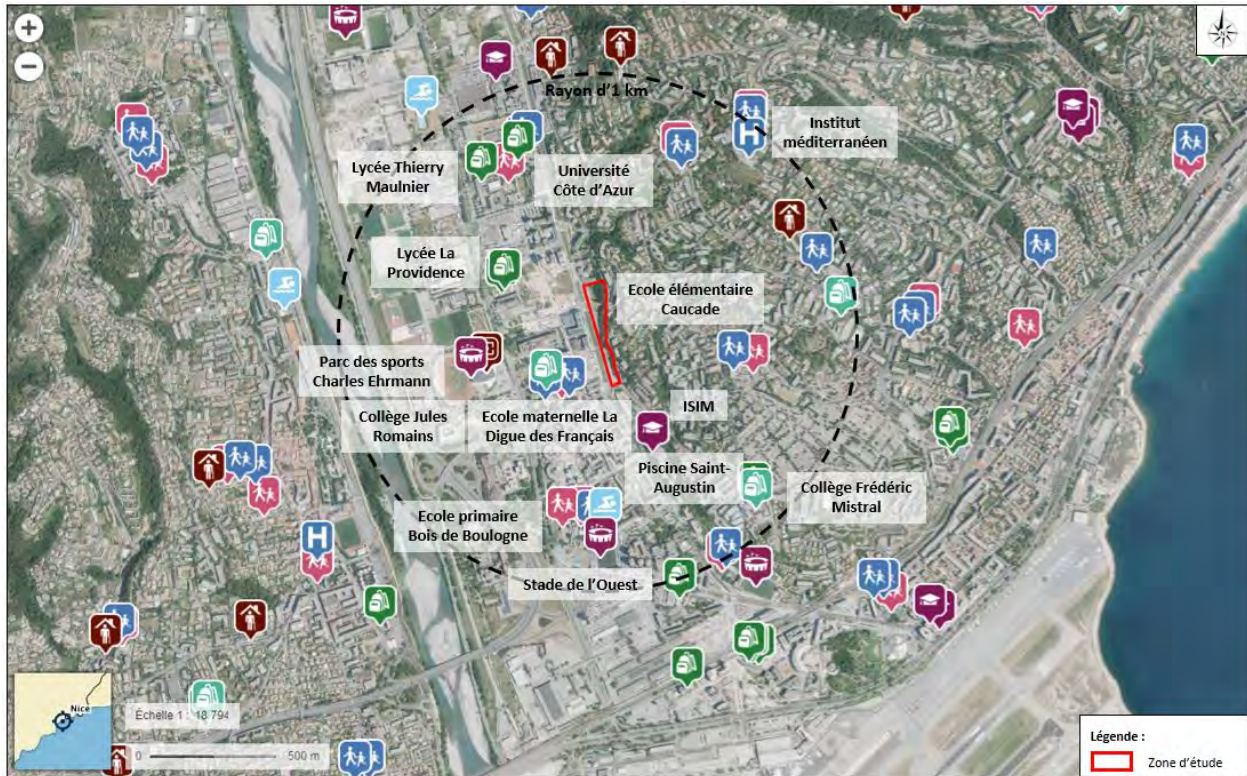 Rayon d'1 km
Institut
méditerranéen
Lycée Thierry
Maulnier
Université
Côte d'Azur
Lycée La
Providence
Ecole élémentaire
Caucade
Parc des sports
Charles Ehrmann
Collège Jules
Romains
Ecole maternelle La
Digue des Français
ISIM
Piscine Saint-
Augustin
Collège Frédéric
Mistral
Ecole primaire
Bois de Boulogne
Stade de l'Ouest
H
H
Nice
Échelle 1 : 18 794
0 500 m
Légende :
Zone d'étude